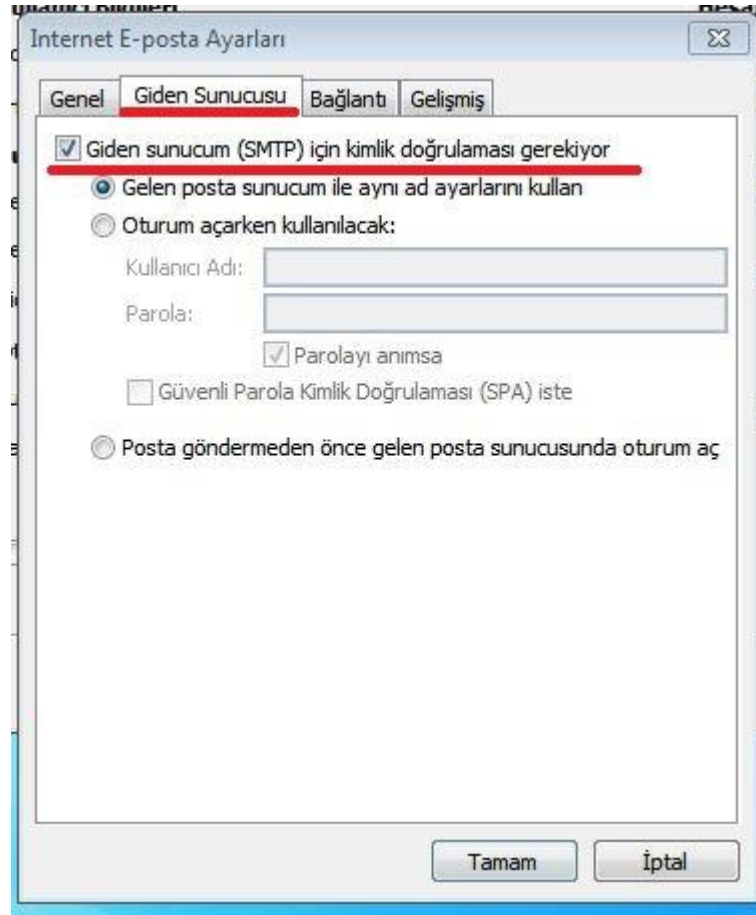 Internet E-posta Ayarları
Genel Giden Sunucusu Bağlantı Gelişmiş
Giden sunucum (SMTP) için kimlik doğrulaması gerekiyor
Gelen posta sunucum ile aynı ad ayarlarını kullan
Oturum açarken kullanılacak:
Kullanıcı Adı:
Parola:
Parolayı anımsa
Güvenli Parola Kimlik Doğrulaması (SPA) iste
Posta göndermeden önce gelen posta sunucusunda oturum aç
Tamam İptal